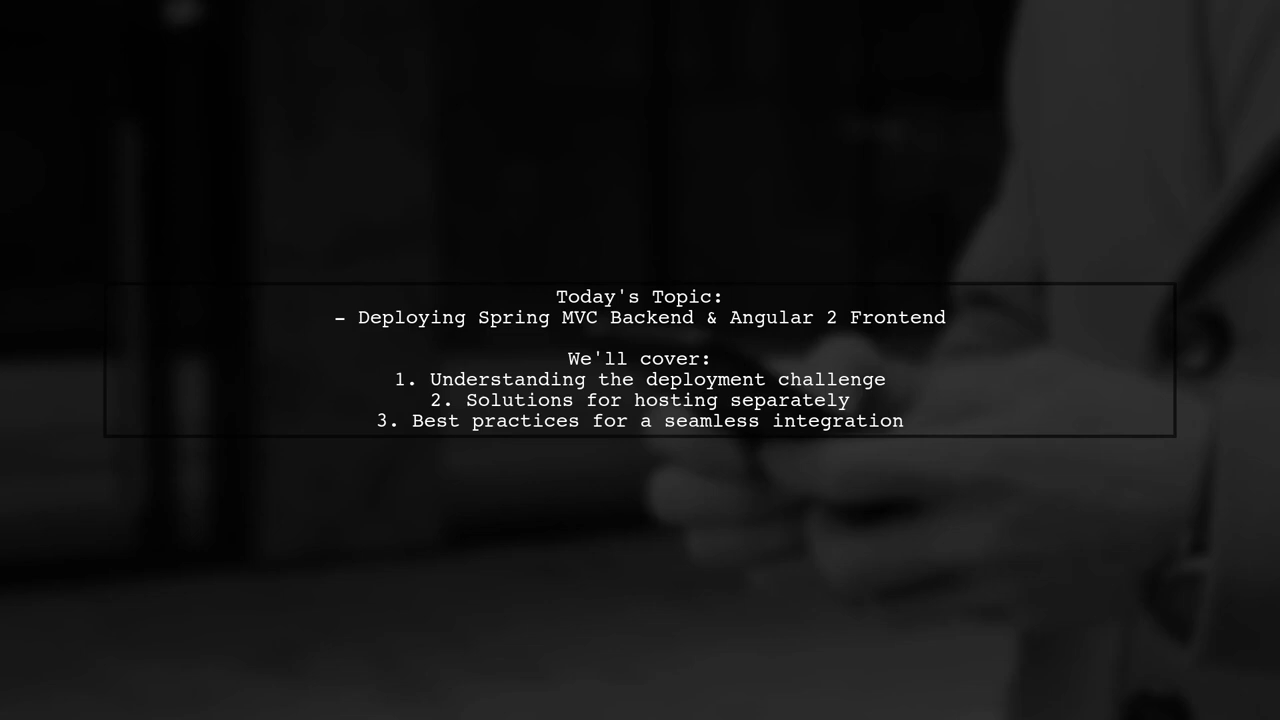 Today's Topic:
- Deploying Spring MVC Backend & Angular 2 Frontend
We'll cover:
1. Understanding the deployment challenge
2. Solutions for hosting separately
3. Best practices for a seamless integration